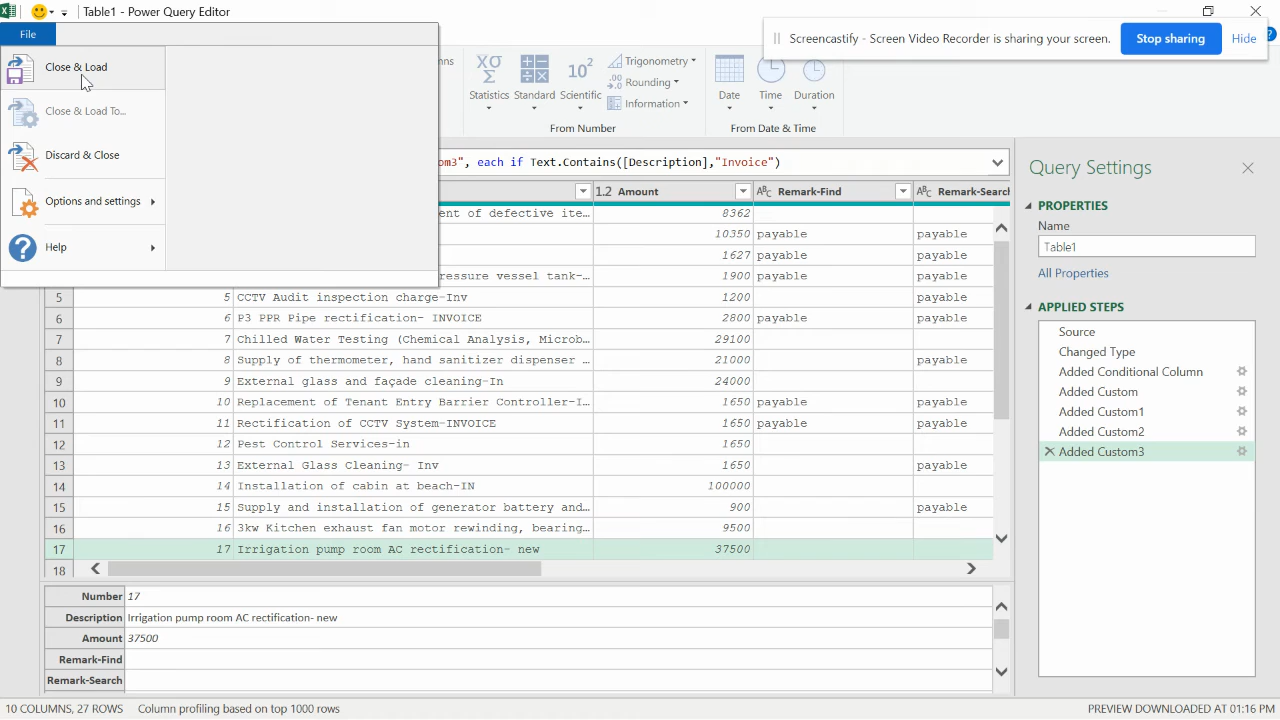 Table1 - Power Query Editor
File
Screencastify - Screen Video Recorder is sharing your screen.
Stop sharing
Hide
Close & Load
Close & Load To...
Discard & Close
Options and settings
Help
Statistics
Standard
Scientific
Trigonometry
Rounding
Information
From Number
Date
Time
Duration
From Date & Time
each if Text.Contains([Description],"Invoice")
1.2 Amount
ABC Remark-Find
ABC Remark-Search
ent of defective ite… 8362
10350 payable payable
1627 payable payable
ressure vessel tank-… 1900 payable payable
5 5 CCTV Audit inspection charge-Inv 1200 payable
6 6 P3 PPR Pipe rectification- INVOICE 2800 payable payable
7 7 Chilled Water Testing (Chemical Analysis, Microb… 29100
8 8 Supply of thermometer, hand sanitizer dispenser … 21000 payable
9 9 External glass and façade cleaning-In 24000
10 10 Replacement of Tenant Entry Barrier Controller-I… 1650 payable payable
11 11 Rectification of CCTV System-INVOICE 1650 payable payable
12 12 Pest Control Services-in 1650
13 13 External Glass Cleaning- Inv 1650 payable
14 14 Installation of cabin at beach-IN 100000
15 15 Supply and installation of generator battery and… 900 payable
16 16 3kw Kitchen exhaust fan motor rewinding, bearing… 9500
17 17 Irrigation pump room AC rectification- new 37500
18
Number 17
Description Irrigation pump room AC rectification- new
Amount 37500
Remark-Find
Remark-Search
Query Settings
PROPERTIES
Name
Table1
All Properties
APPLIED STEPS
Source
Changed Type
Added Conditional Column
Added Custom
Added Custom1
Added Custom2
Added Custom3
10 COLUMNS, 27 ROWS
Column profiling based on top 1000 rows
PREVIEW DOWNLOADED AT 01:16 PM